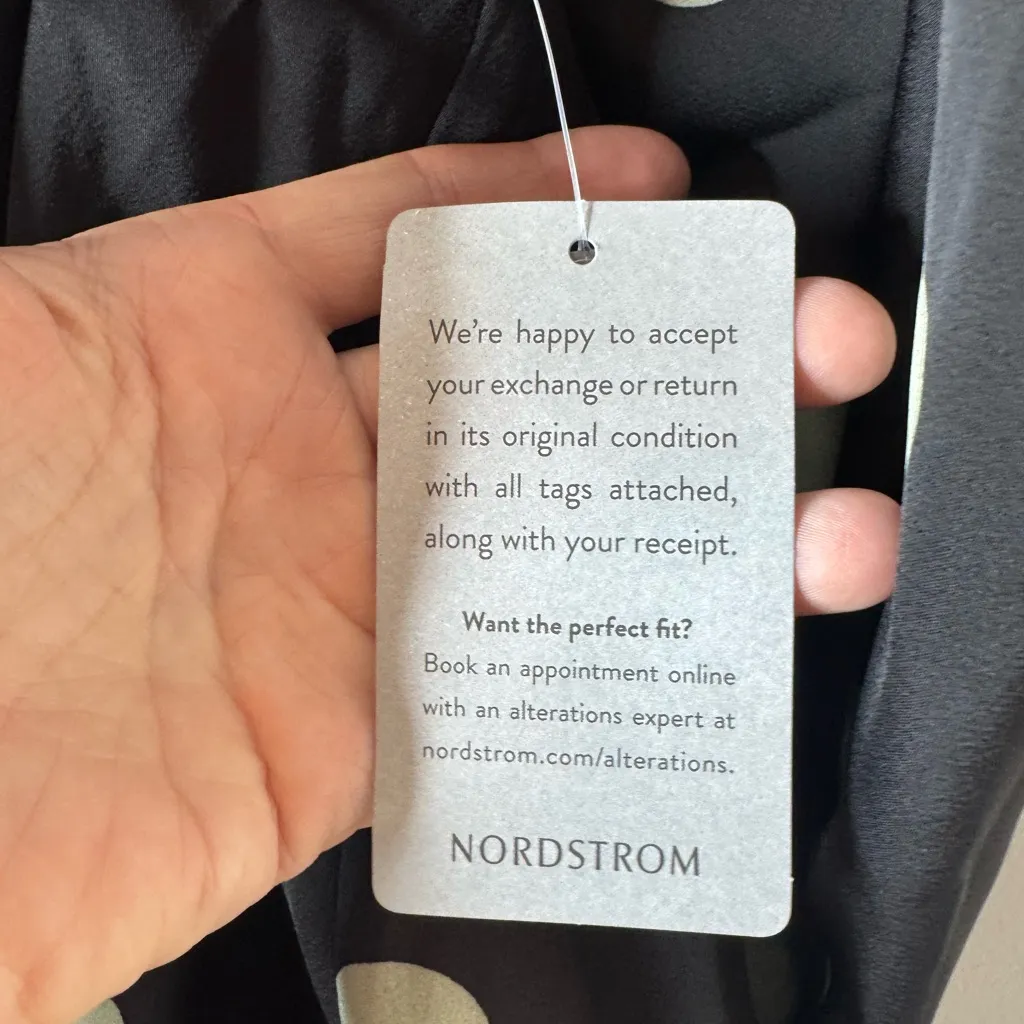 We're happy to accept
your exchange or return
in its original condition
with all tags attached,
along with your receipt.
Want the perfect fit?
Book an appointment online
with an alterations expert at
nordstrom.com/alterations.
NORDSTROM